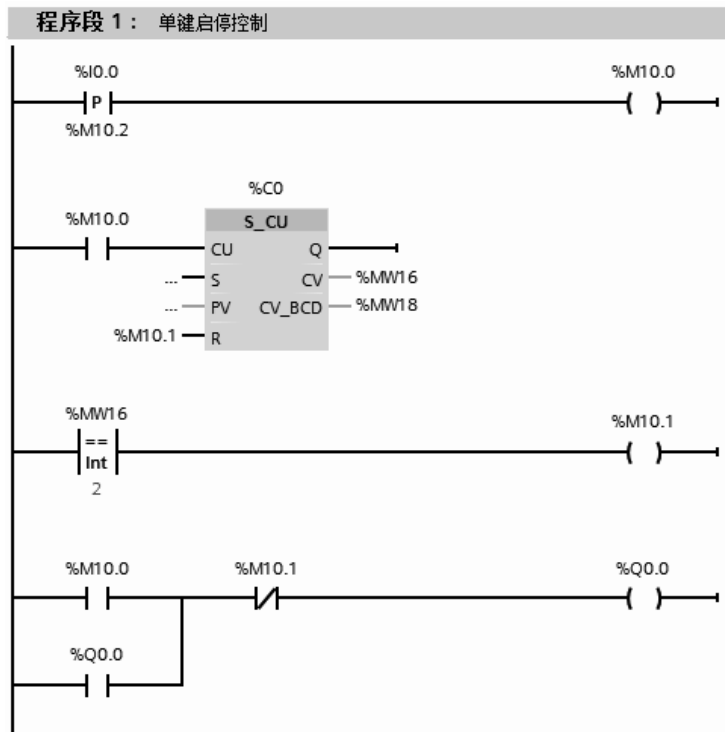 程序段 1： 单键启停控制
%I0.0 %M10.0
P
%M10.2
%C0
%M10.0 S_CU
CU Q
... S CV %MW16
... PV CV_BCD %MW18
%M10.1 R
%MW16 %M10.1
==
Int
2
%M10.0 %M10.1 %Q0.0
%Q0.0